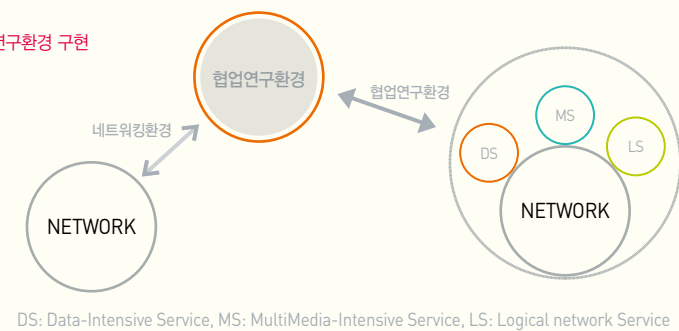 연구환경 구현
협업연구환경
협업연구환경
네트워킹환경
MS
DS
LS
NETWORK
NETWORK
DS: Data-Intensive Service, MS: MultiMedia-Intensive Service, LS: Logical network Service